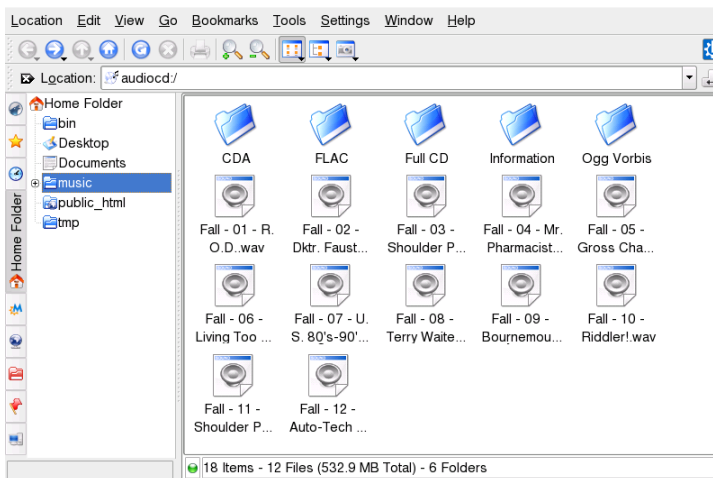 Location Edit View Go Bookmarks Tools Settings Window Help
Location: audiocd:/
Home Folder
bin
Desktop
Documents
music
public_html
tmp
Home Folder
CDA FLAC Full CD Information Ogg Vorbis
Fall - 01 - R. Fall - 02 - Fall - 03 - Fall - 04 - Mr. Fall - 05 -
O.D..wav Dktr. Faust... Shoulder P... Pharmacist... Gross Cha...
Fall - 06 - Fall - 07 - U. Fall - 08 - Fall - 09 - Fall - 10 -
Living Too ... S. 80's-90'... Terry Waite... Bournemou... Riddler!.wav
Fall - 11 - Fall - 12 -
Shoulder P... Auto-Tech ...
18 Items - 12 Files (532.9 MB Total) - 6 Folders